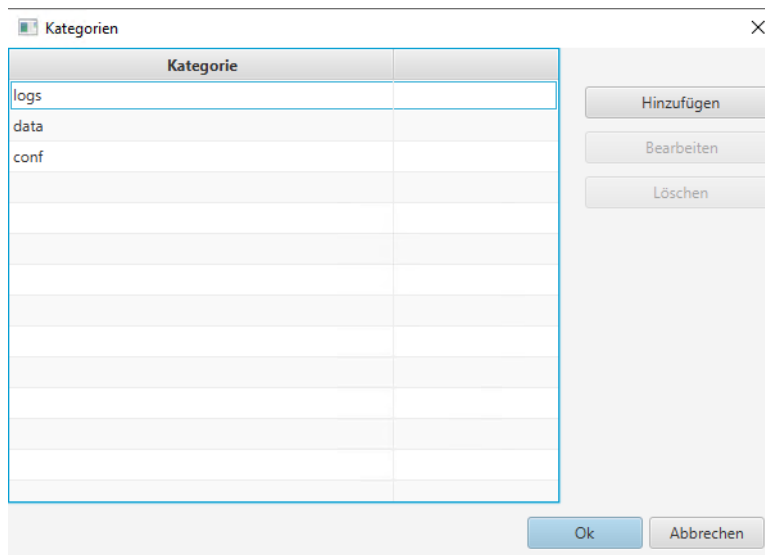 Kategorien
Kategorie
logs
data
conf
Hinzufügen
Bearbeiten
Löschen
Ok
Abbrechen